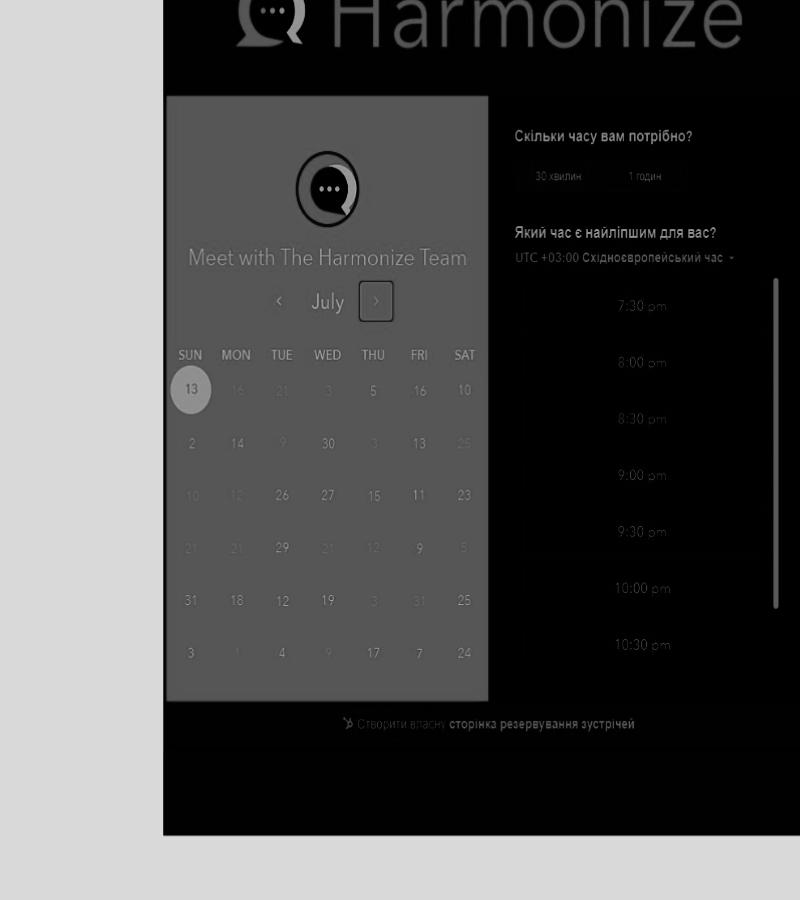 Harmonize
Meet with The Harmonize Team
July
SUN MON TUE WED THU FRI SAT
13 16 21 3 5 16 10
2 14 9 30 3 13 25
10 12 26 27 15 11 23
21 21 29 21 12 9 5
31 18 12 19 3 31 25
3 1 4 9 17 7 24
Скільки часу вам потрібно?
30 хвилин 1 годин
Який час є найліпшим для вас?
UTC +03:00 Східноєвропейський час
7:30 pm
8:00 pm
8:30 pm
9:00 pm
9:30 pm
10:00 pm
10:30 pm
Створити власну сторінка резервування зустрічей